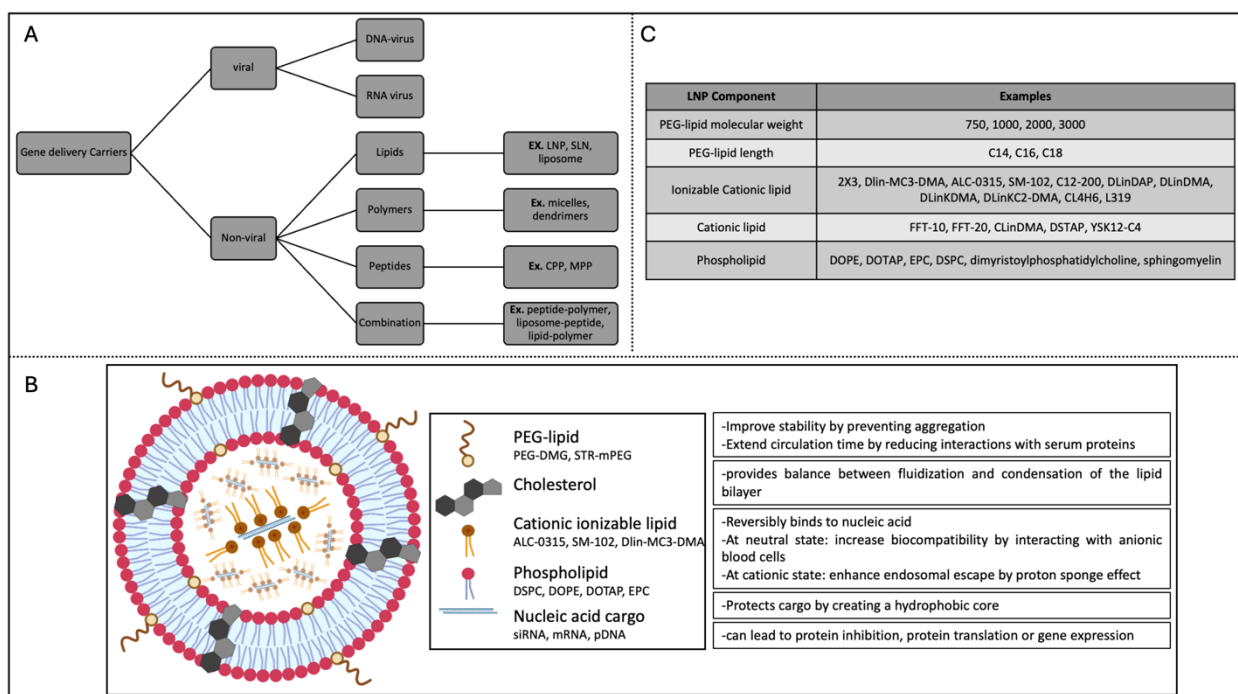 A
Gene delivery Carriers
viral
Non-viral
DNA-virus
RNA virus
Lipids
Polymers
Peptides
Combination
EX. LNP, SLN,
liposome
Ex. micelles,
dendrimers
Ex. CPP, MPP
Ex. peptide-polymer,
liposome-peptide,
lipid-polymer
C
LNP Component Examples
PEG-lipid molecular weight 750, 1000, 2000, 3000
PEG-lipid length C14, C16, C18
Ionizable Cationic lipid 2X3, Dlin-MC3-DMA, ALC-0315, SM-102, C12-200, DLinDAP, DLinDMA,
DLinKDMA, DLinKC2-DMA, CL4H6, L319
Cationic lipid FFT-10, FFT-20, CLinDMA, DSTAP, YSK12-C4
Phospholipid DOPE, DOTAP, EPC, DSPC, dimyristoylphosphatidylcholine, sphingomyelin
B
PEG-lipid
PEG-DMG, STR-mPEG
Cholesterol
Cationic ionizable lipid
ALC-0315, SM-102, Dlin-MC3-DMA
Phospholipid
DSPC, DOPE, DOTAP, EPC
Nucleic acid cargo
siRNA, mRNA, pDNA
-Improve stability by preventing aggregation
-Extend circulation time by reducing interactions with serum proteins
-provides balance between fluidization and condensation of the lipid
bilayer
-Reversibly binds to nucleic acid
-At neutral state: increase biocompatibility by interacting with anionic
blood cells
-At cationic state: enhance endosomal escape by proton sponge effect
-Protects cargo by creating a hydrophobic core
-can lead to protein inhibition, protein translation or gene expression